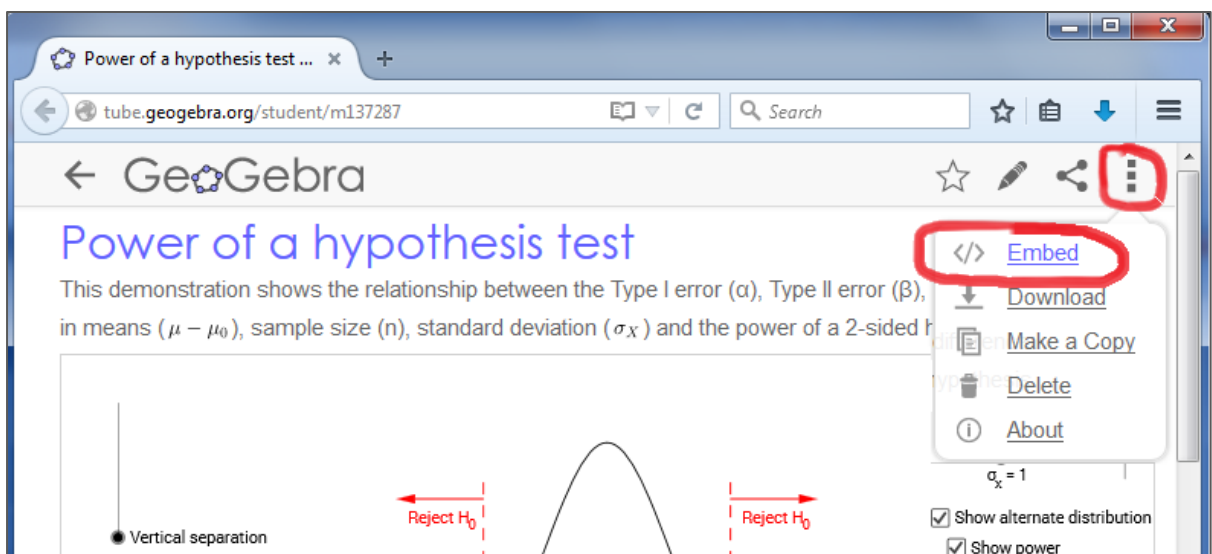 Power of a hypothesis test ...
tube.geogebra.org/student/m137287
Search
GeoGebra
Power of a hypothesis test
This demonstration shows the relationship between the Type I error (α), Type II error (β),
in means (μ − μ₀), sample size (n), standard deviation (σ_X) and the power of a 2-sided h
</> Embed
Download
Make a Copy
Delete
About
σₓ = 1
Reject H₀
Reject H₀
Show alternate distribution
Vertical separation
Show power